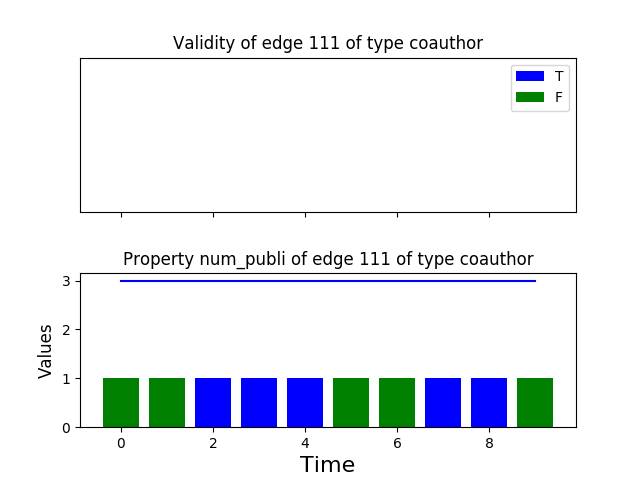 Validity of edge 111 of type coauthor
T
F
Property num_publi of edge 111 of type coauthor
3
2
1
0
Values
0 2 4 6 8
Time